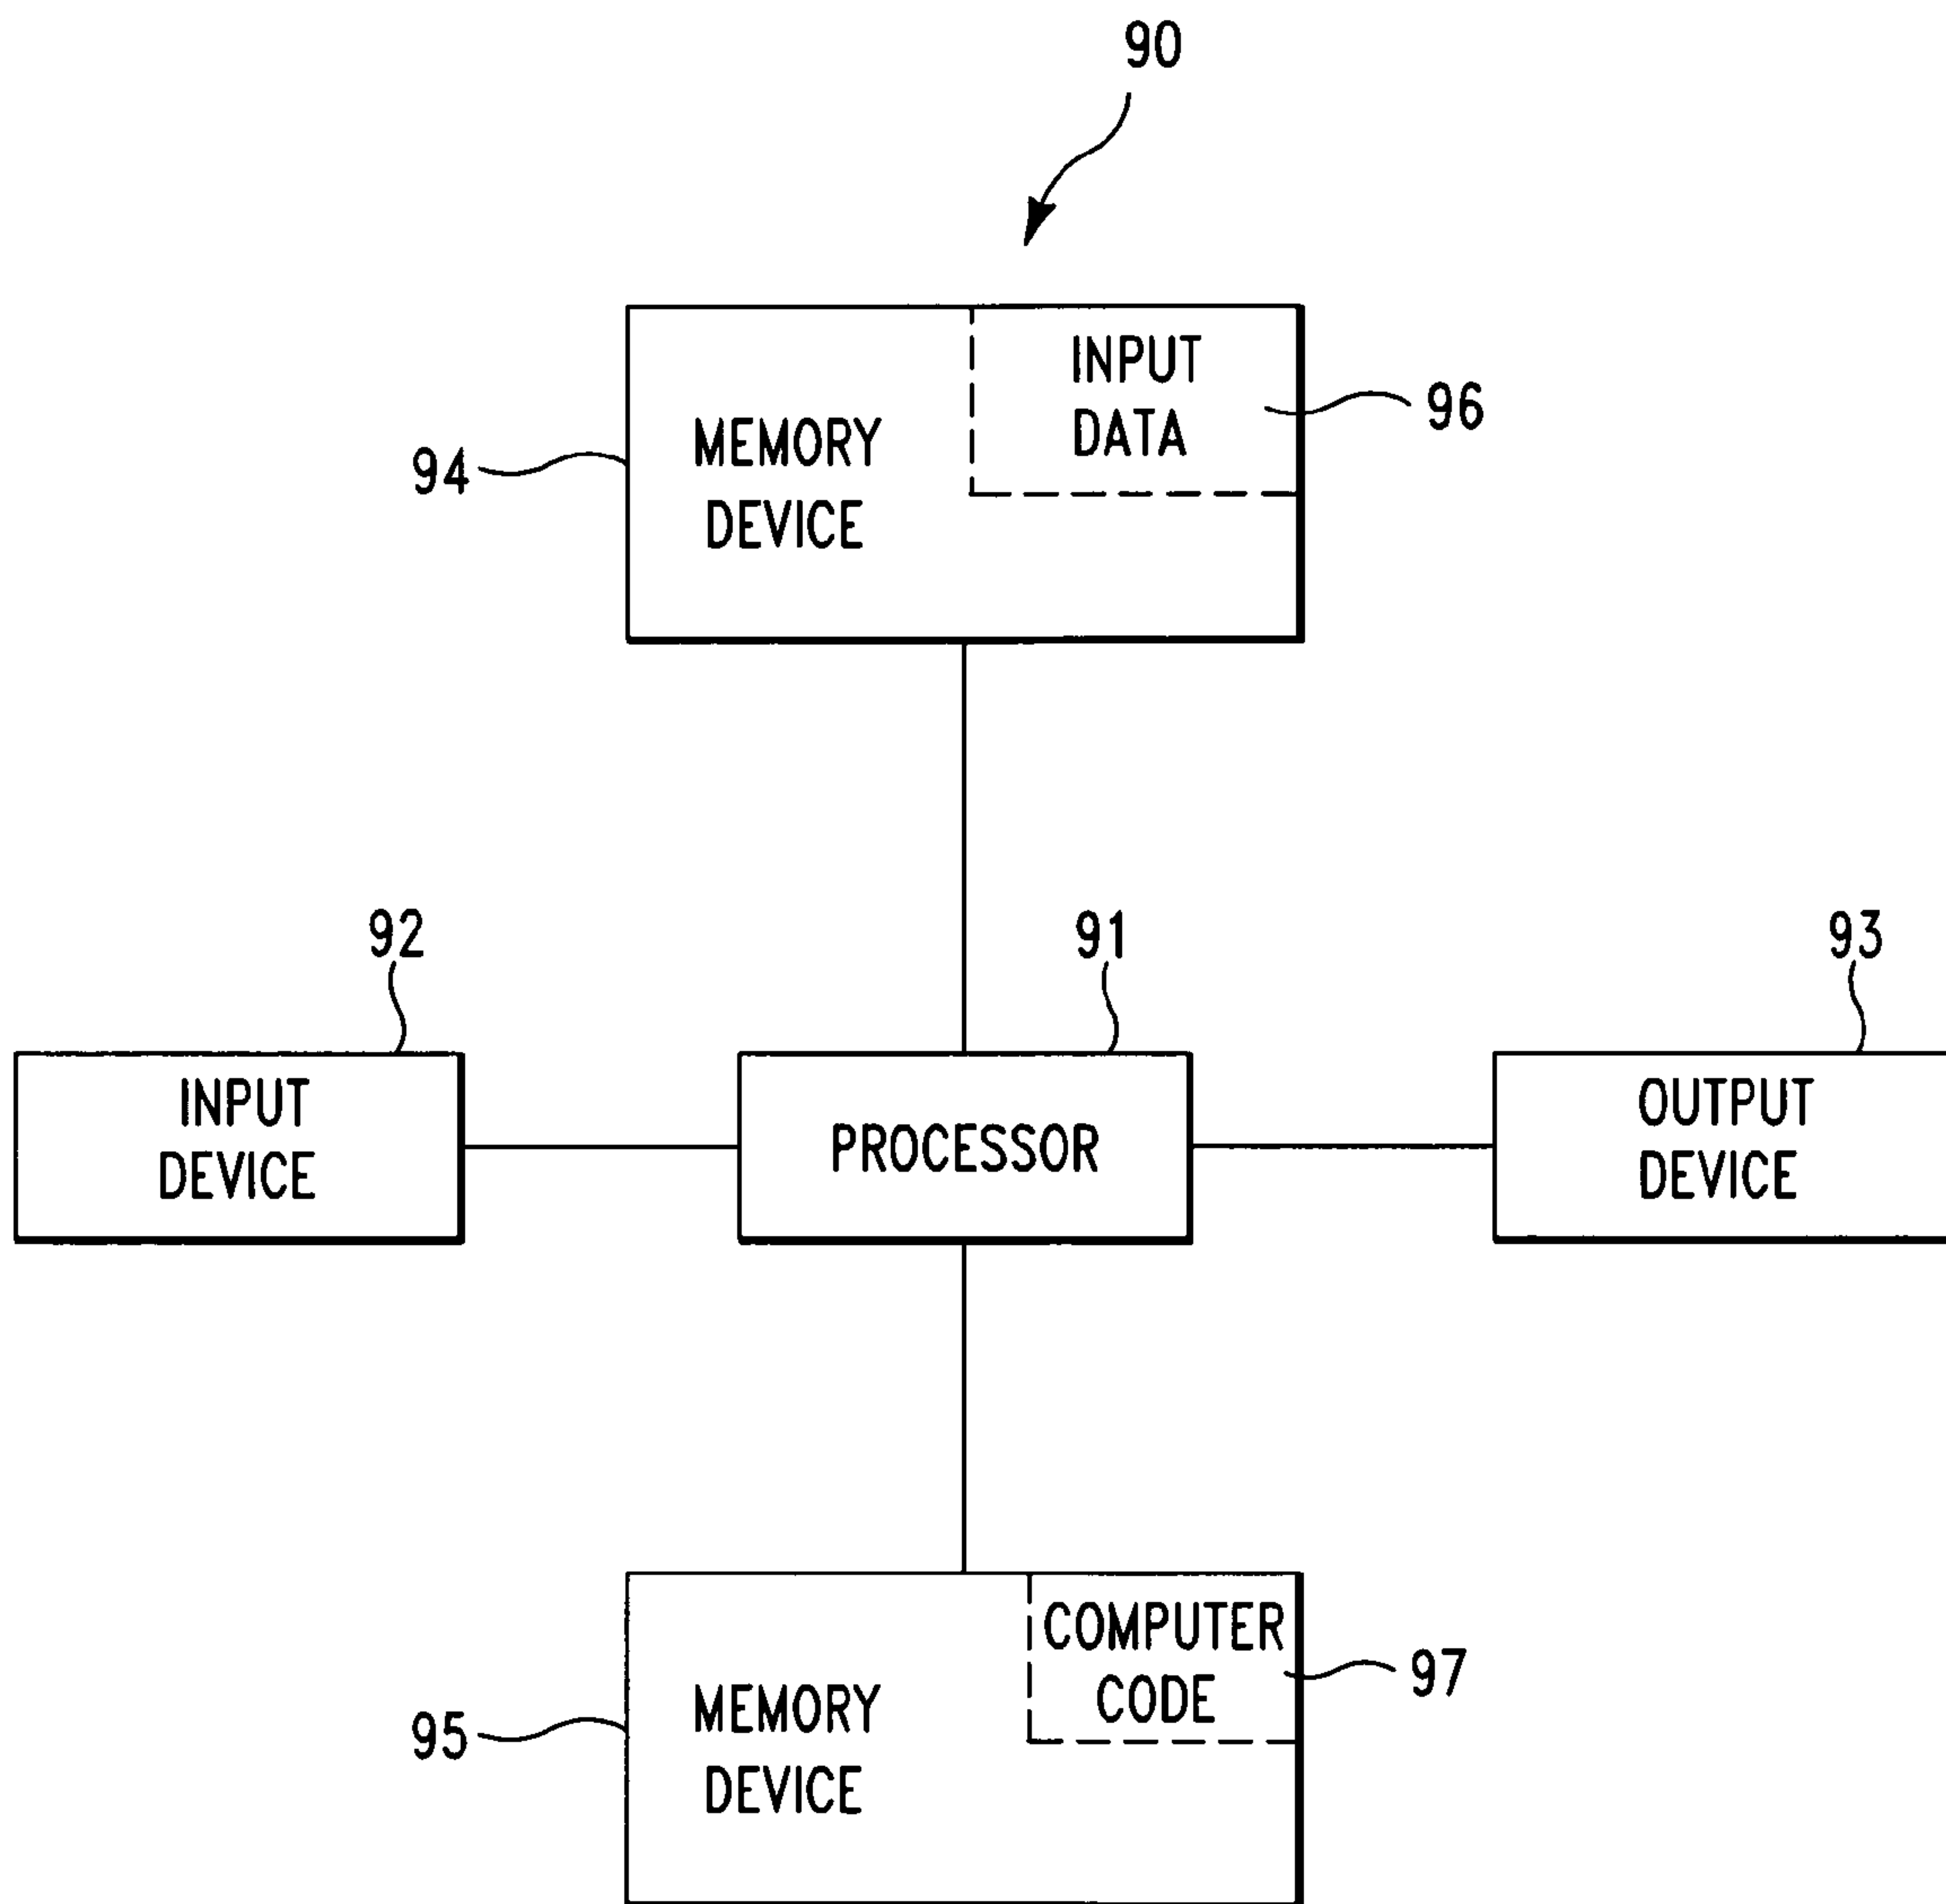 90
INPUT
DATA
96
MEMORY
DEVICE
94
92
91
93
INPUT
DEVICE
PROCESSOR
OUTPUT
DEVICE
COMPUTER
CODE
97
MEMORY
DEVICE
95